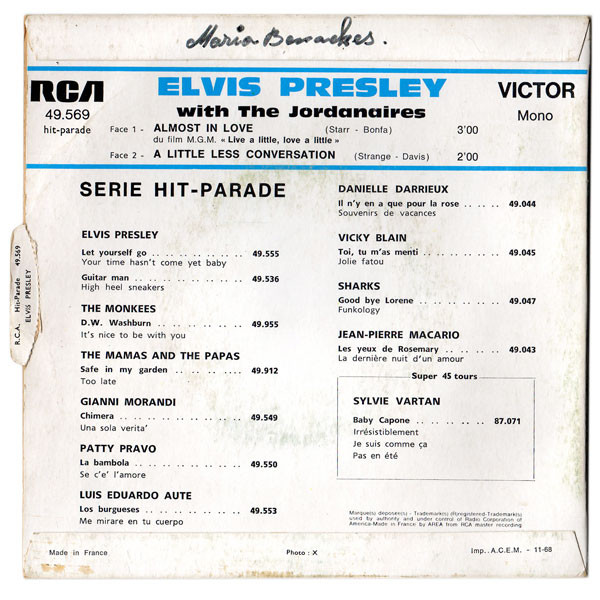 Maria Benackes.
RCA
49.569
hit-parade
ELVIS PRESLEY
with The Jordanaires
VICTOR
Mono
Face 1 - ALMOST IN LOVE (Starr - Bonfa) 3'00
du film M.G.M. « Live a little, love a little »
Face 2 - A LITTLE LESS CONVERSATION (Strange - Davis) 2'00
R.C.A. Hit-Parade 49.569
ELVIS PRESLEY
SERIE HIT-PARADE
ELVIS PRESLEY
Let yourself go .. .. .. .. .. .. .. 49.555
Your time hasn't come yet baby
Guitar man .. .. .. .. .. .. .. .. 49.536
High heel sneakers
THE MONKEES
D.W. Washburn .. .. .. .. .. .. .. 49.955
It's nice to be with you
THE MAMAS AND THE PAPAS
Safe in my garden .. .. .. .. .... 49.912
Too late
GIANNI MORANDI
Chimera .. .. .. .. .. .. .. .. .. 49.549
Una sola verita'
PATTY PRAVO
La bambola .. .. .. .. .. .. .. .. 49.550
Se c'e' l'amore
LUIS EDUARDO AUTE
Los burgueses .. .. .. .. .. .. .. 49.553
Me mirare en tu cuerpo
DANIELLE DARRIEUX
Il n'y en a que pour la rose .. .. .. 49.044
Souvenirs de vacances
VICKY BLAIN
Toi, tu m'as menti .. .. .. .. .. 49.045
Jolie fatou
SHARKS
Good bye Lorene .. .. .. .. .. .. 49.047
Funkology
JEAN-PIERRE MACARIO
Les yeux de Rosemary .. .. .. .. 49.043
La dernière nuit d'un amour
Super 45 tours
SYLVIE VARTAN
Baby Capone .. .. .. .. .. .. 87.071
Irrésistiblement
Je suis comme ça
Pas en été
Marque(s) déposée(s) - Trademark(s) (Foregistered-Trademark(s)
used by authority and under control of Radio Corporation of
America-Made in France by AREA from RCA master recording
Made in France
Photo : X
Imp.. A.C.E.M. - 11-68